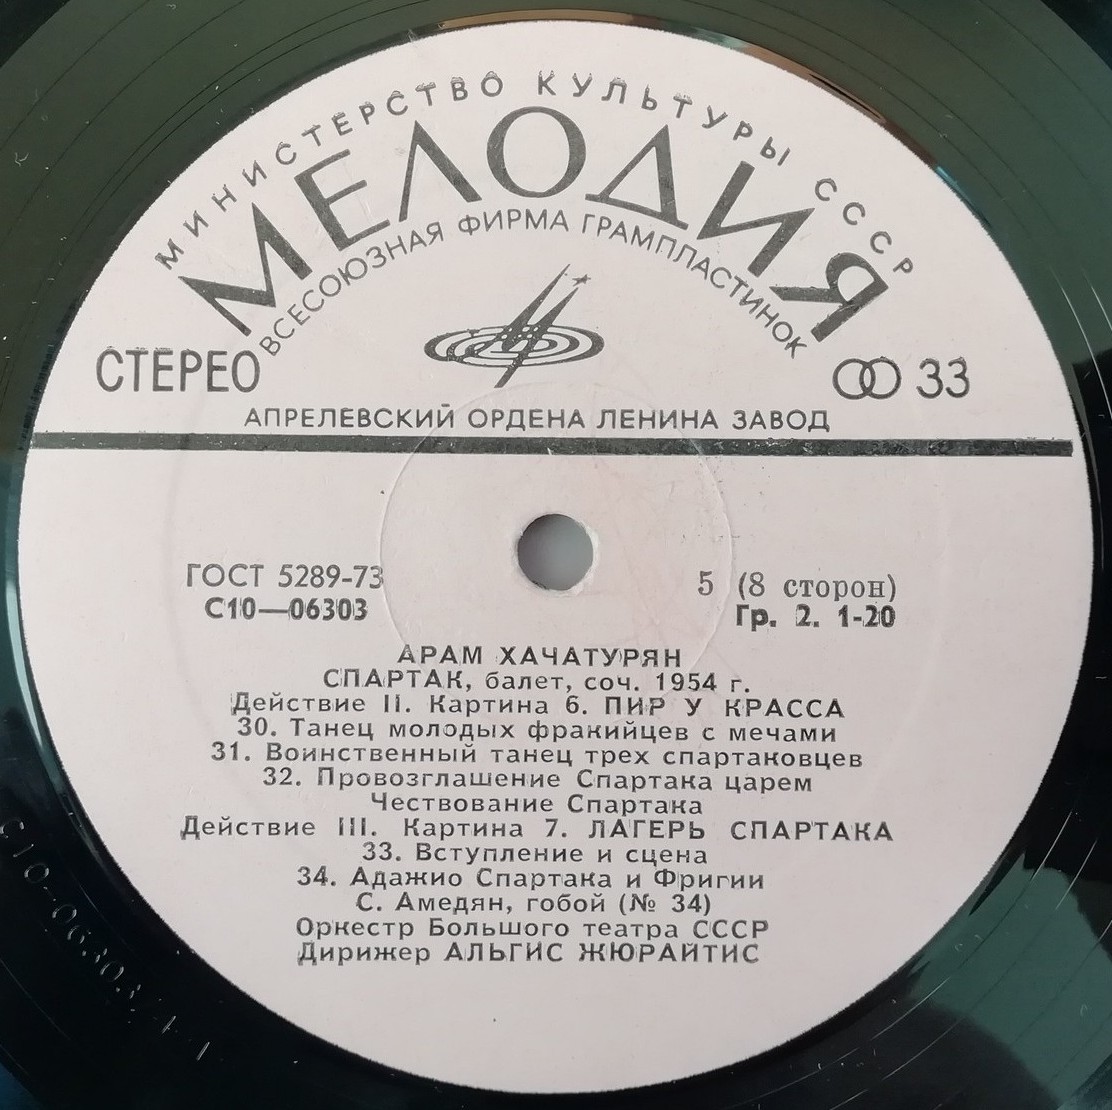 МИНИСТЕРСТВО КУЛЬТУРЫ СССР
МЕЛОДИЯ
ВСЕСОЮЗНАЯ ФИРМА ГРАМПЛАСТИНОК
СТЕРЕО
33
АПРЕЛЕВСКИЙ ОРДЕНА ЛЕНИНА ЗАВОД
ГОСТ 5289-73
5 (8 сторон)
С10—06303
Гр. 2. 1-20
АРАМ ХАЧАТУРЯН
СПАРТАК, балет, соч. 1954 г.
Действие II. Картина 6. ПИР У КРАССА
30. Танец молодых фракийцев с мечами
31. Воинственный танец трех спартаковцев
32. Провозглашение Спартака царем
Чествование Спартака
Действие III. Картина 7. ЛАГЕРЬ СПАРТАКА
33. Вступление и сцена
34. Адажио Спартака и Фригии
С. Амедян, гобой (№ 34)
Оркестр Большого театра СССР
Дирижер АЛЬГИС ЖЮРАЙТИС